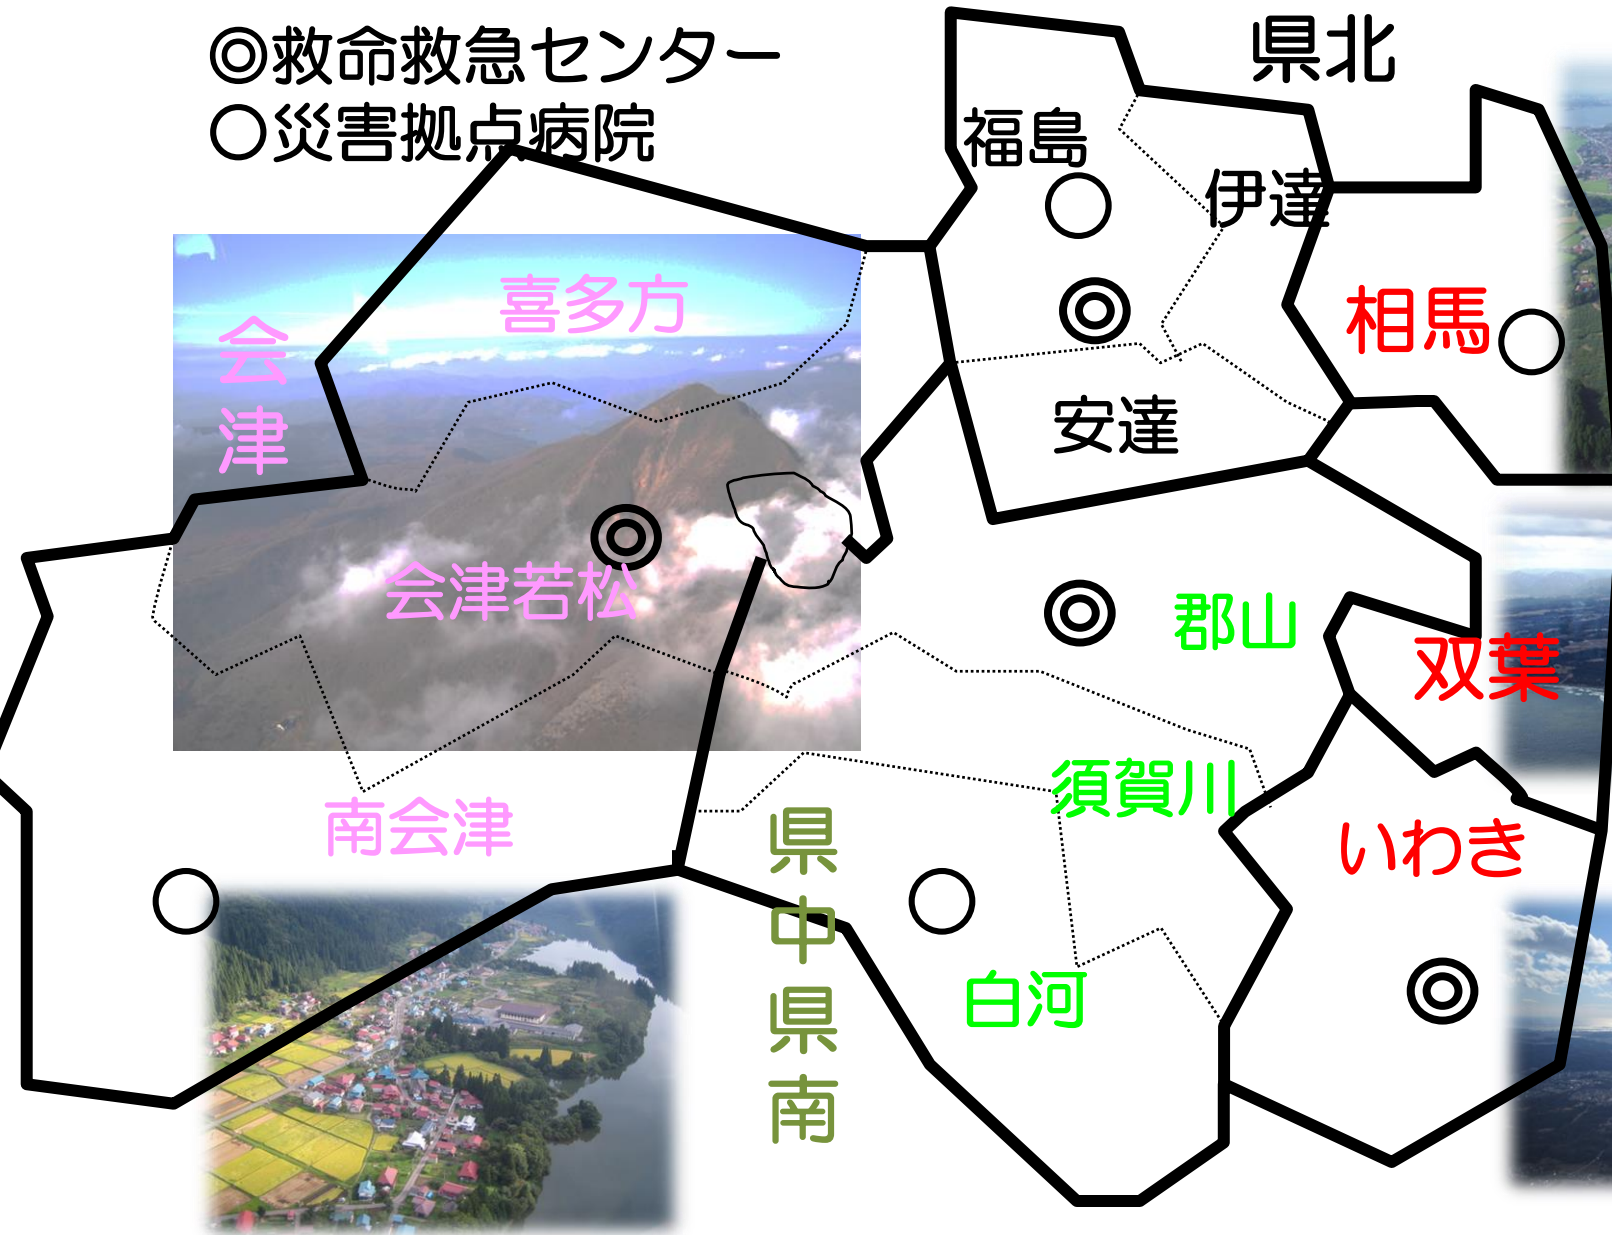 ◎救命救急センター
○災害拠点病院
県北
福島
伊達
喜多方
会津
相馬
安達
会津若松
郡山
双葉
須賀川
南会津
県中県南
いわき
白河